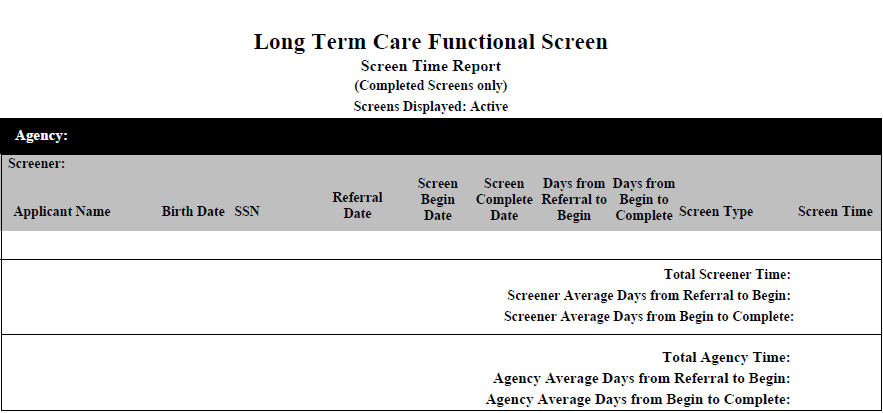 Long Term Care Functional Screen
Screen Time Report
(Completed Screens only)
Screens Displayed: Active
Agency:
Screener:
Applicant Name Birth Date SSN Referral Date Screen Begin Date Screen Complete Date Days from Referral to Begin Days from Begin to Complete Screen Type Screen Time
Total Screener Time:
Screener Average Days from Referral to Begin:
Screener Average Days from Begin to Complete:
Total Agency Time:
Agency Average Days from Referral to Begin:
Agency Average Days from Begin to Complete: